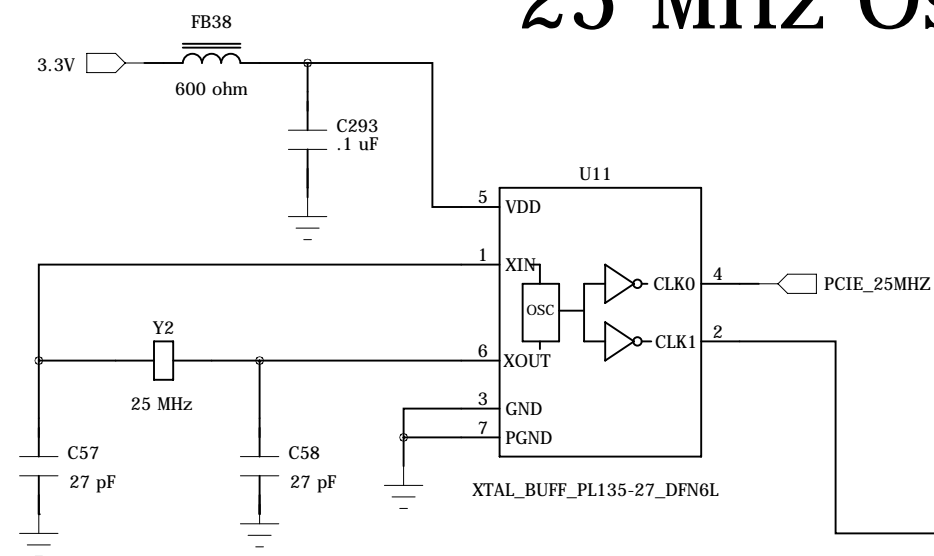 25 MHz Os
FB38
3.3V
600 ohm
C293
.1 uF
U11
5
VDD
1
XIN
4
CLK0
PCIE_25MHZ
OSC
Y2
2
CLK1
6
XOUT
25 MHz
3
GND
7
PGND
C57
27 pF
C58
27 pF
XTAL_BUFF_PL135-27_DFN6L